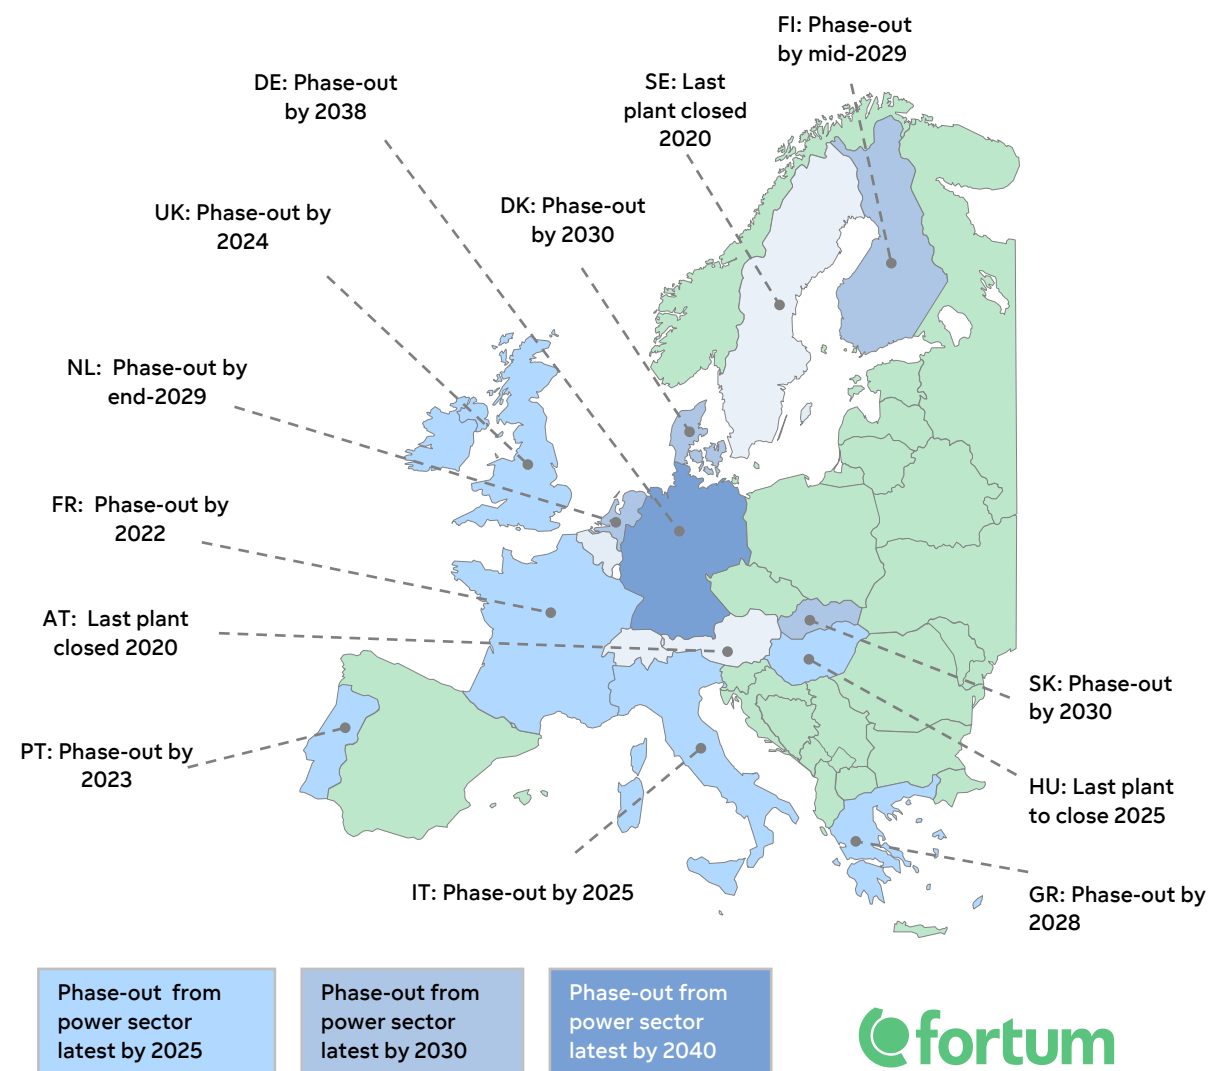 FI: Phase-out
by mid-2029
DE: Phase-out
by 2038
SE: Last
plant closed
2020
UK: Phase-out by
2024
DK: Phase-out
by 2030
NL:  Phase-out by
end-2029
FR:  Phase-out by
2022
AT:  Last plant
closed 2020
SK: Phase-out
by 2030
PT: Phase-out by
2023
HU: Last plant
to close 2025
IT: Phase-out by 2025
GR: Phase-out by
2028
Phase-out  from
power sector
latest by 2025
Phase-out from
power sector
latest by 2030
Phase-out from
power sector
latest by 2040
fortum